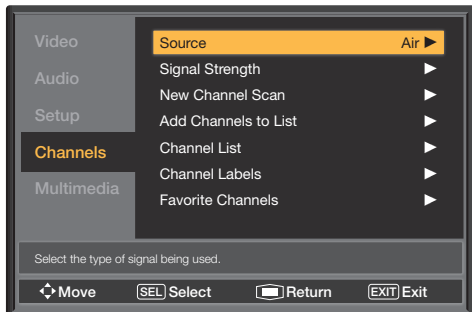 Video
Audio
Setup
Channels
Multimedia
Source Air
Signal Strength
New Channel Scan
Add Channels to List
Channel List
Channel Labels
Favorite Channels
Select the type of signal being used.
Move SEL Select Return EXIT Exit